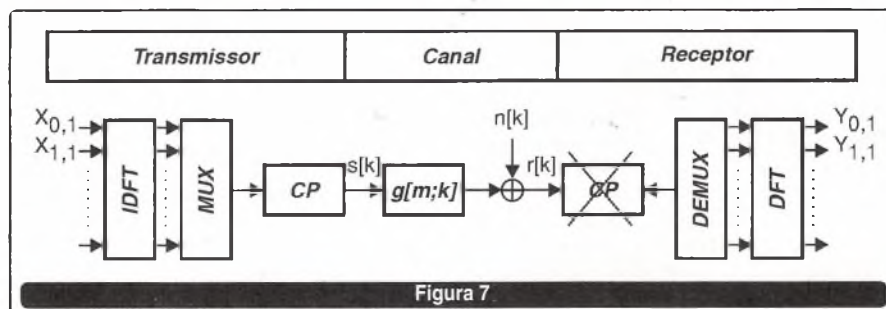 Transmissor Canal Receptor
X0,1
X1,1
IDFT
MUX
CP
s[k]
g[m;k]
n[k]
r[k]
CP
DEMUX
DFT
Y0,1
Y1,1
Figura 7